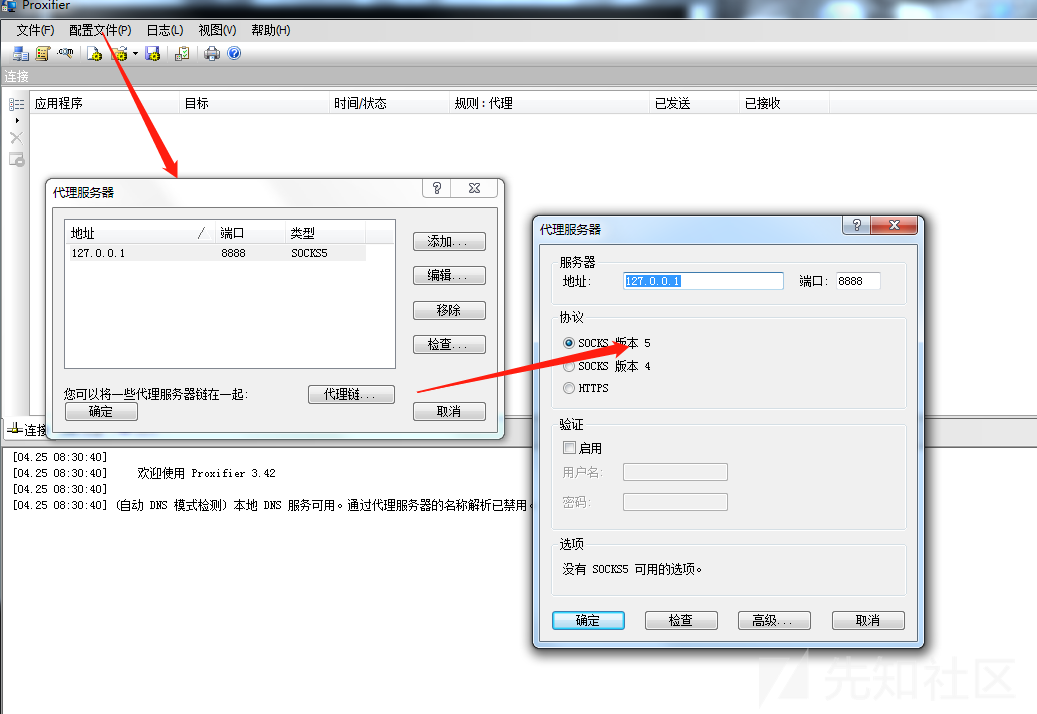 Proxifier
文件(F) 配置文件(P) 日志(L) 视图(V) 帮助(H)
连接
应用程序 目标 时间/状态 规则 : 代理 已发送 已接收
代理服务器
地址 端口 类型
127.0.0.1 8888 SOCKS5
添加...
编辑...
移除
检查...
您可以将一些代理服务器链在一起:
代理链...
确定
取消
代理服务器
服务器
地址: 127.0.0.1 端口: 8888
协议
SOCKS 版本 5
SOCKS 版本 4
HTTPS
验证
启用
用户名:
密码:
选项
没有 SOCKS5 可用的选项。
确定 检查 高级... 取消
连接
[04.25 08:30:40]
[04.25 08:30:40] 欢迎使用 Proxifier 3.42
[04.25 08:30:40]
[04.25 08:30:40] (自动 DNS 模式检测) 本地 DNS 服务可用。通过代理服务器的名称解析已禁用。
先知社区